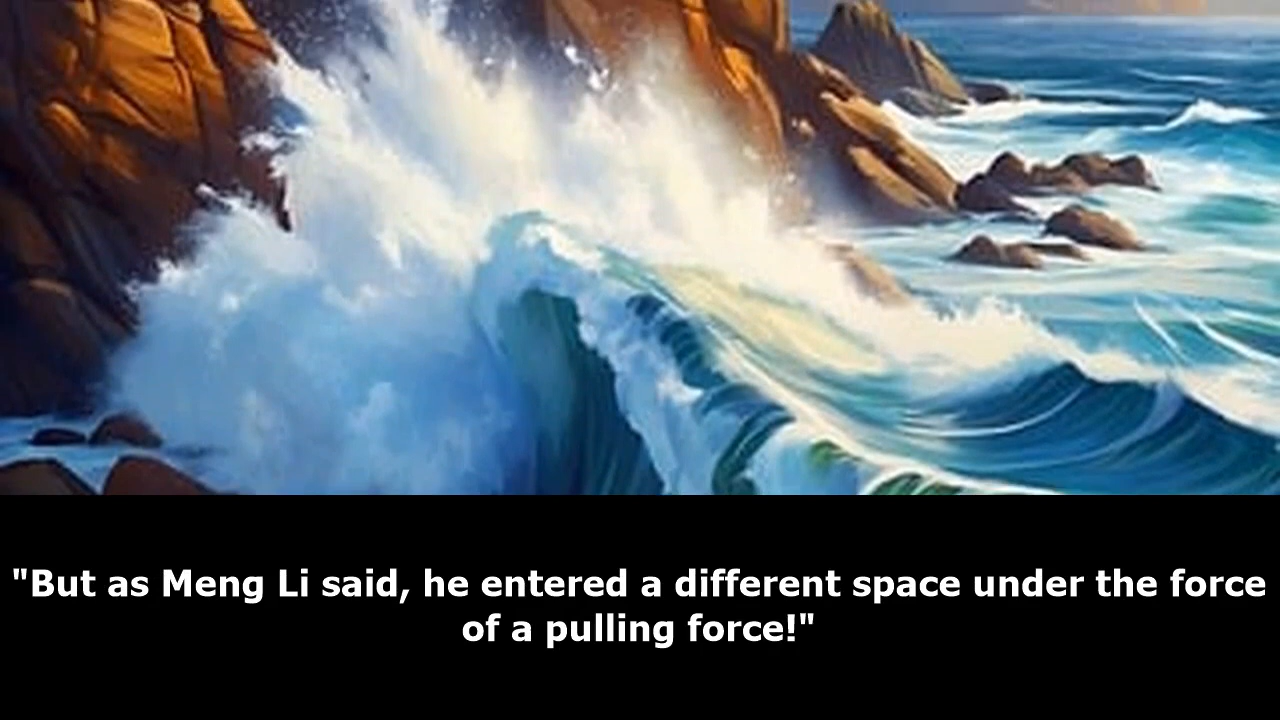 "But as Meng Li said, he entered a different space under the force
of a pulling force!"